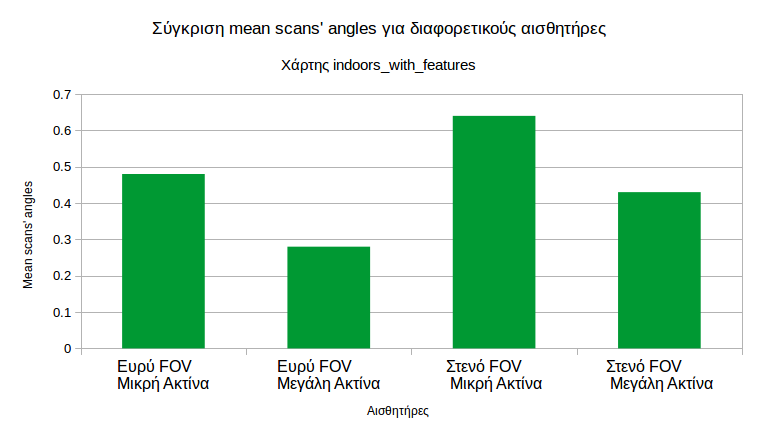 Σύγκριση mean scans' angles για διαφορετικούς αισθητήρες
Χάρτης indoors_with_features
0.7
0.6
0.5
0.4
0.3
0.2
0.1
0
Mean scans' angles
Ευρύ FOV
Μικρή Ακτίνα
Ευρύ FOV
Μεγάλη Ακτίνα
Στενό FOV
Μικρή Ακτίνα
Στενό FOV
Μεγάλη Ακτίνα
Αισθητήρες